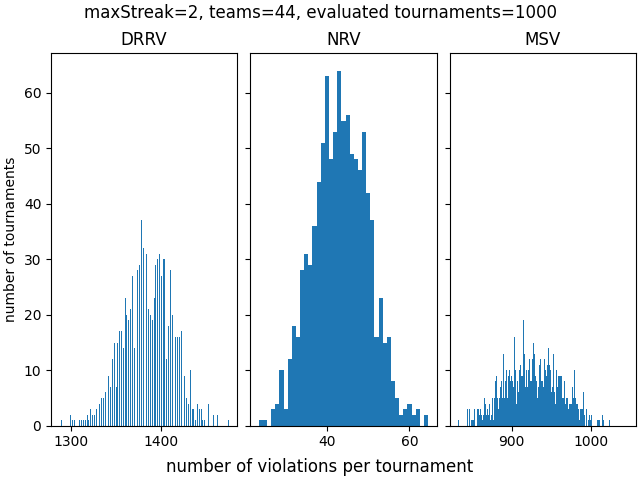 maxStreak=2, teams=44, evaluated tournaments=1000
DRRV NRV MSV
number of tournaments
60
50
40
30
20
10
0
1300 1400 40 60 900 1000
number of violations per tournament